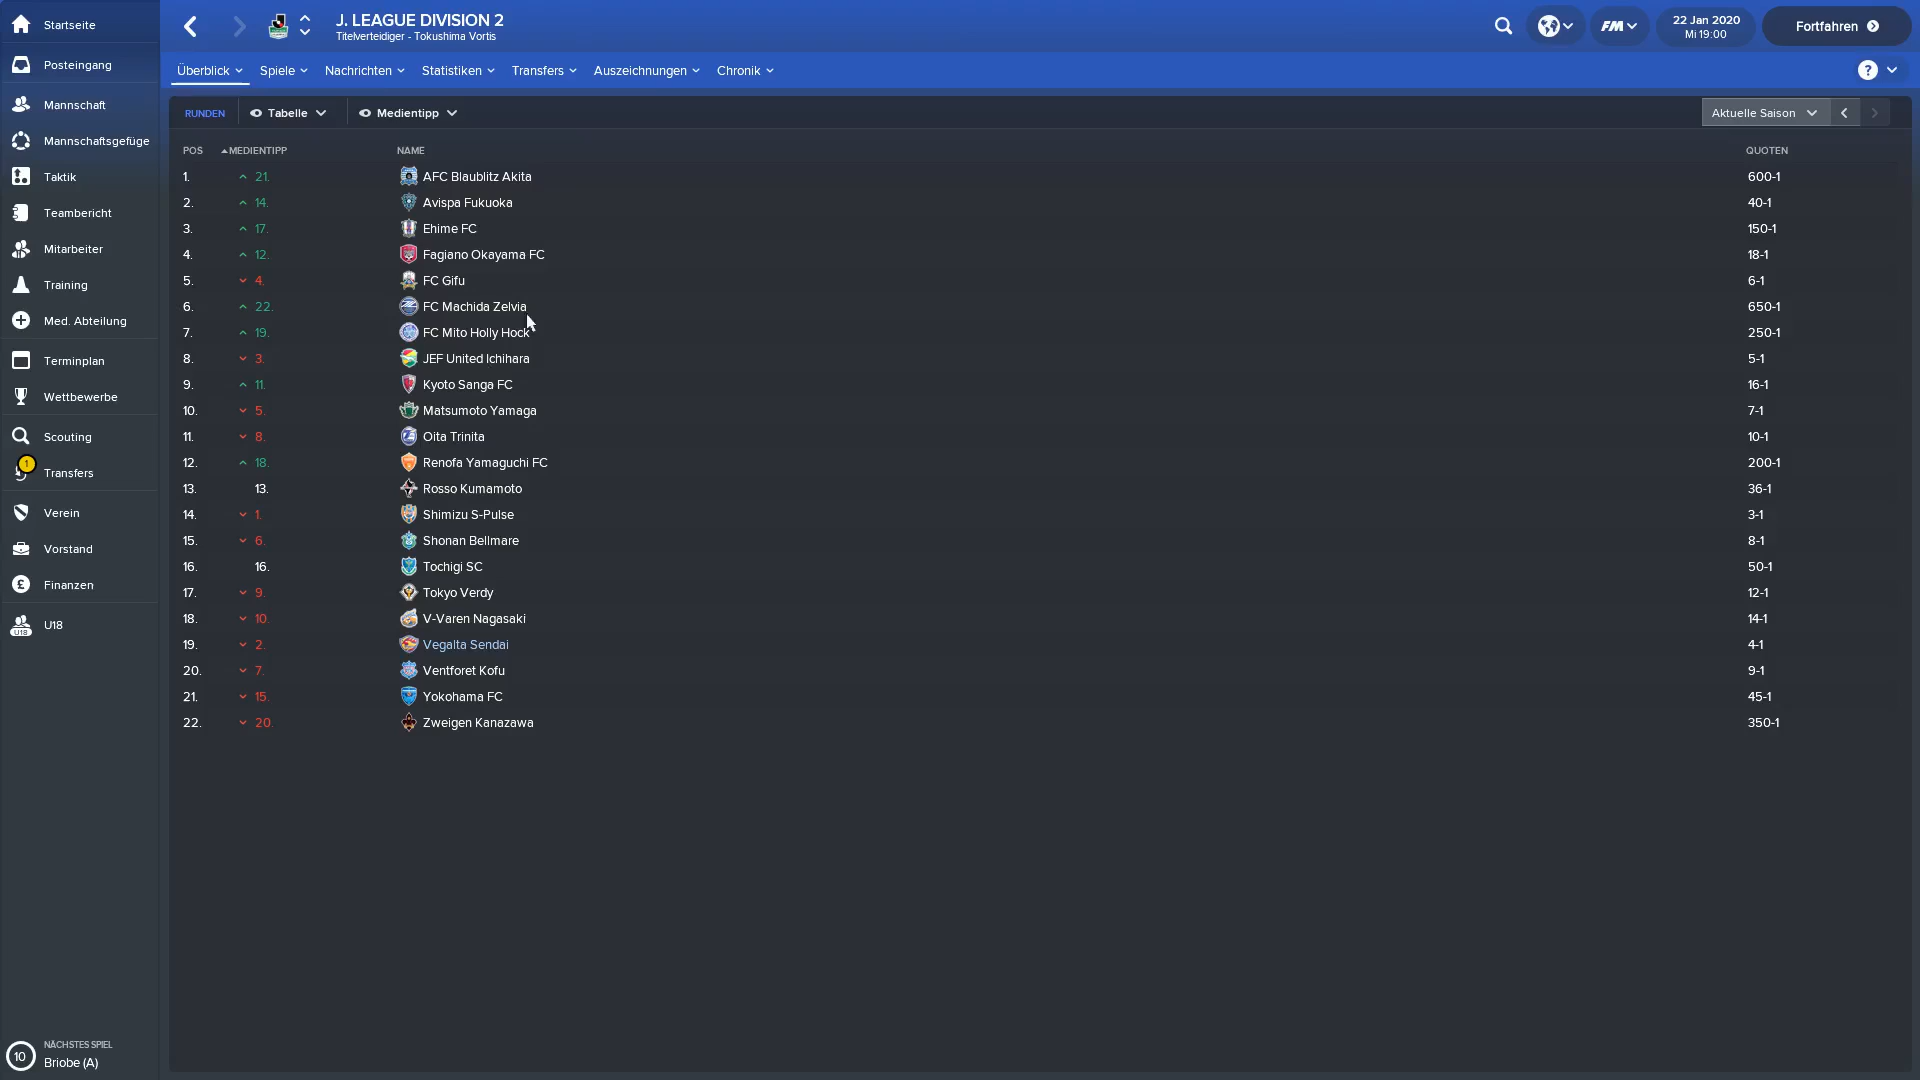 Startseite
Posteingang
Mannschaft
Mannschaftsgefüge
Taktik
Teambericht
Mitarbeiter
Training
Med. Abteilung
Terminplan
Wettbewerbe
Scouting
1
Transfers
Verein
Vorstand
Finanzen
U18
U18
10
NÄCHSTES SPIEL
Briobe (A)
J. LEAGUE DIVISION 2
Titelverteidiger - Tokushima Vortis
FM
22 Jan 2020
Mi 19:00
Fortfahren
Überblick Spiele Nachrichten Statistiken Transfers Auszeichnungen Chronik
?
RUNDEN Tabelle Medientipp Aktuelle Saison
POS MEDIENTIPP NAME QUOTEN
1. 21. AFC Blaublitz Akita 600-1
2. 14. Avispa Fukuoka 40-1
3. 17. Ehime FC 150-1
4. 12. Fagiano Okayama FC 18-1
5. 4. FC Gifu 6-1
6. 22. FC Machida Zelvia 650-1
7. 19. FC Mito Holly Hock 250-1
8. 3. JEF United Ichihara 5-1
9. 11. Kyoto Sanga FC 16-1
10. 5. Matsumoto Yamaga 7-1
11. 8. Oita Trinita 10-1
12. 18. Renofa Yamaguchi FC 200-1
13. 13. Rosso Kumamoto 36-1
14. 1. Shimizu S-Pulse 3-1
15. 6. Shonan Bellmare 8-1
16. 16. Tochigi SC 50-1
17. 9. Tokyo Verdy 12-1
18. 10. V-Varen Nagasaki 14-1
19. 2. Vegalta Sendai 4-1
20. 7. Ventforet Kofu 9-1
21. 15. Yokohama FC 45-1
22. 20. Zweigen Kanazawa 350-1